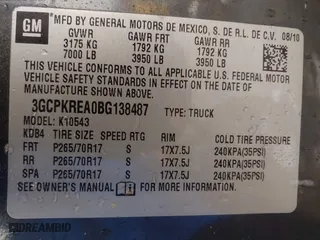 GM
MFD BY GENERAL MOTORS DE MEXICO, S. DE R.L. DE C.V. 08/10
GVWR GAWR FRT GAWR RR
3175 KG 1792 KG 1792 KG
7000 LB 3950 LB 3950 LB
THIS VEHICLE CONFORMS TO ALL APPLICABLE U.S. FEDERAL
MOTOR VEHICLE SAFETY STANDARDS IN EFFECT ON THE DATE OF
MANUFACTURE SHOWN ABOVE.
3GCPKREA0BG138487 TYPE: TRUCK
MODEL: K10543
KDB4 TIRE SIZE SPEED RTG RIM COLD TIRE PRESSURE
FRT P265/70R17 S 17X7.5J 240KPA(35PSI)
RR P265/70R17 S 17X7.5J 240KPA(35PSI)
SPA P265/70R17 S 17X7.5J 240KPA(35PSI)
SEE OWNER'S MANUAL FOR MORE INFORMATION.
DREAMBID